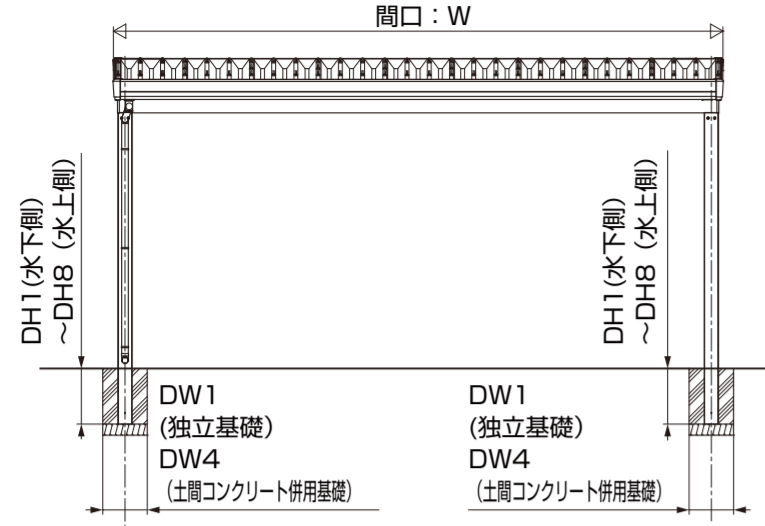 間口：W
DH1(水下側)
～DH8（水上側）
DH1(水下側)
～DH8（水上側）
DW1
(独立基礎)
DW4
（土間コンクリート併用基礎）
DW1
(独立基礎)
DW4
（土間コンクリート併用基礎）